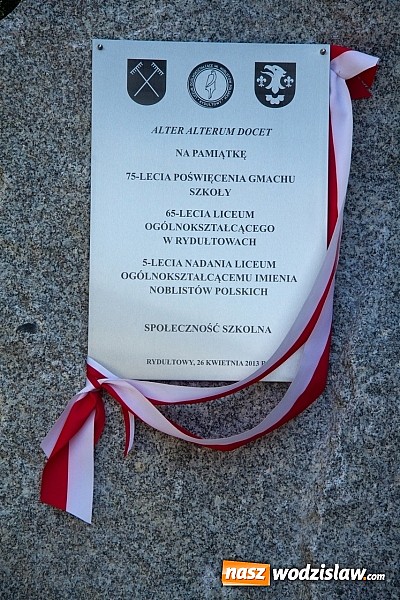 ALTER ALTERUM DOCET
NA PAMIĄTKĘ
75-LECIA POŚWIĘCENIA GMACHU
SZKOŁY
65-LECIA LICEUM
OGÓLNOKSZTAŁCĄCEGO
W RYDUŁTOWACH
5-LECIA NADANIA LICEUM
OGÓLNOKSZTAŁCĄCEMU IMIENIA
NOBLISTÓW POLSKICH
SPOŁECZNOŚĆ SZKOLNA
RYDUŁTOWY, 26 KWIETNIA 2013 R
nasz wodzislaw.com